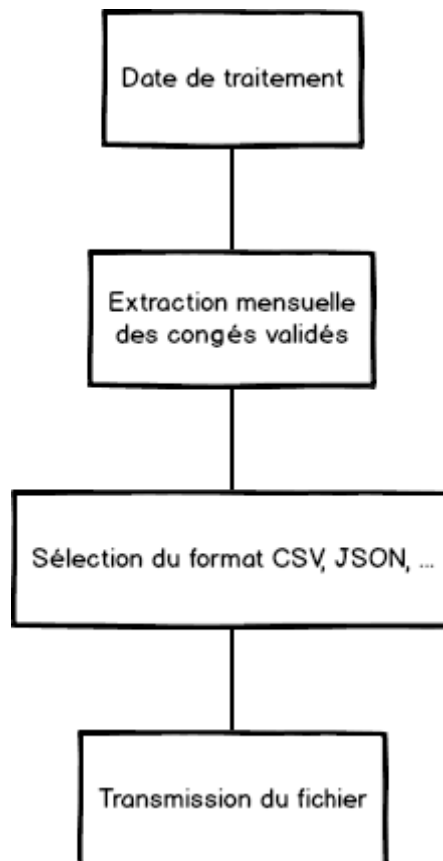 Date de traitement
Extraction mensuelle
des congés validés
Sélection du format CSV, JSON, ...
Transmission du fichier